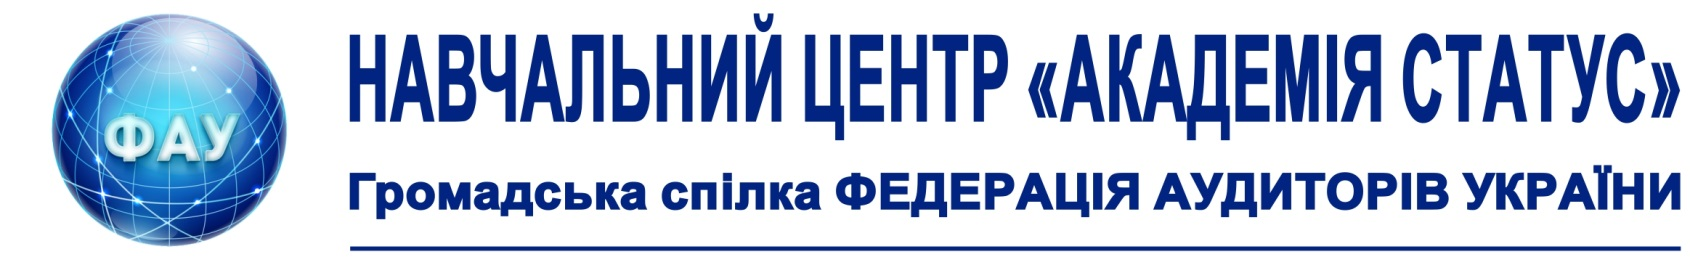 ФАУ
НАВЧАЛЬНИЙ ЦЕНТР «АКАДЕМІЯ СТАТУС»
Громадська спілка ФЕДЕРАЦІЯ АУДИТОРІВ УКРАЇНИ